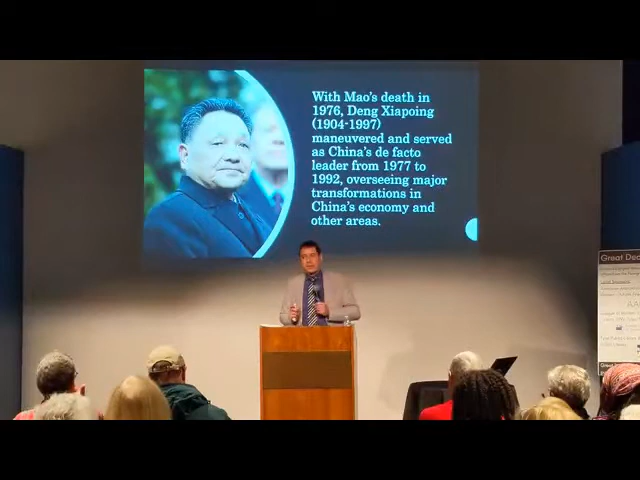 With Mao's death in
1976, Deng Xiapoing
(1904-1997)
maneuvered and served
as China's de facto
leader from 1977 to
1992, overseeing major
transformations in
China's economy and
other areas.
Great Dec